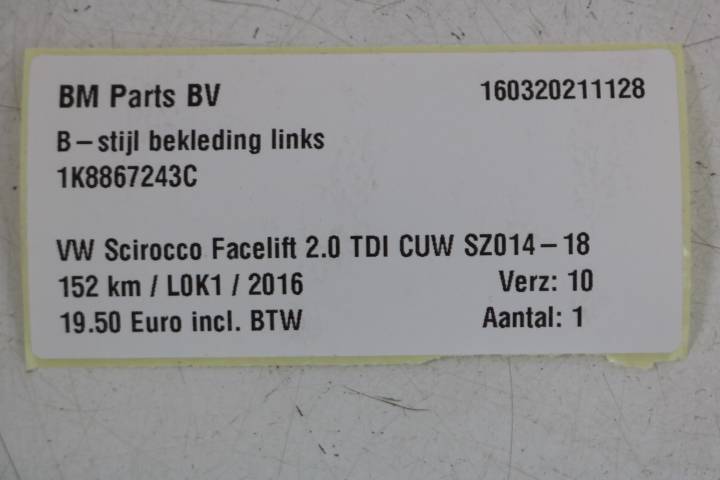 BM Parts BV 160320211128
B-stijl bekleding links
1K8867243C
VW Scirocco Facelift 2.0 TDI CUW SZ014-18
152 km / L0K1 / 2016 Verz: 10
19.50 Euro incl. BTW Aantal: 1